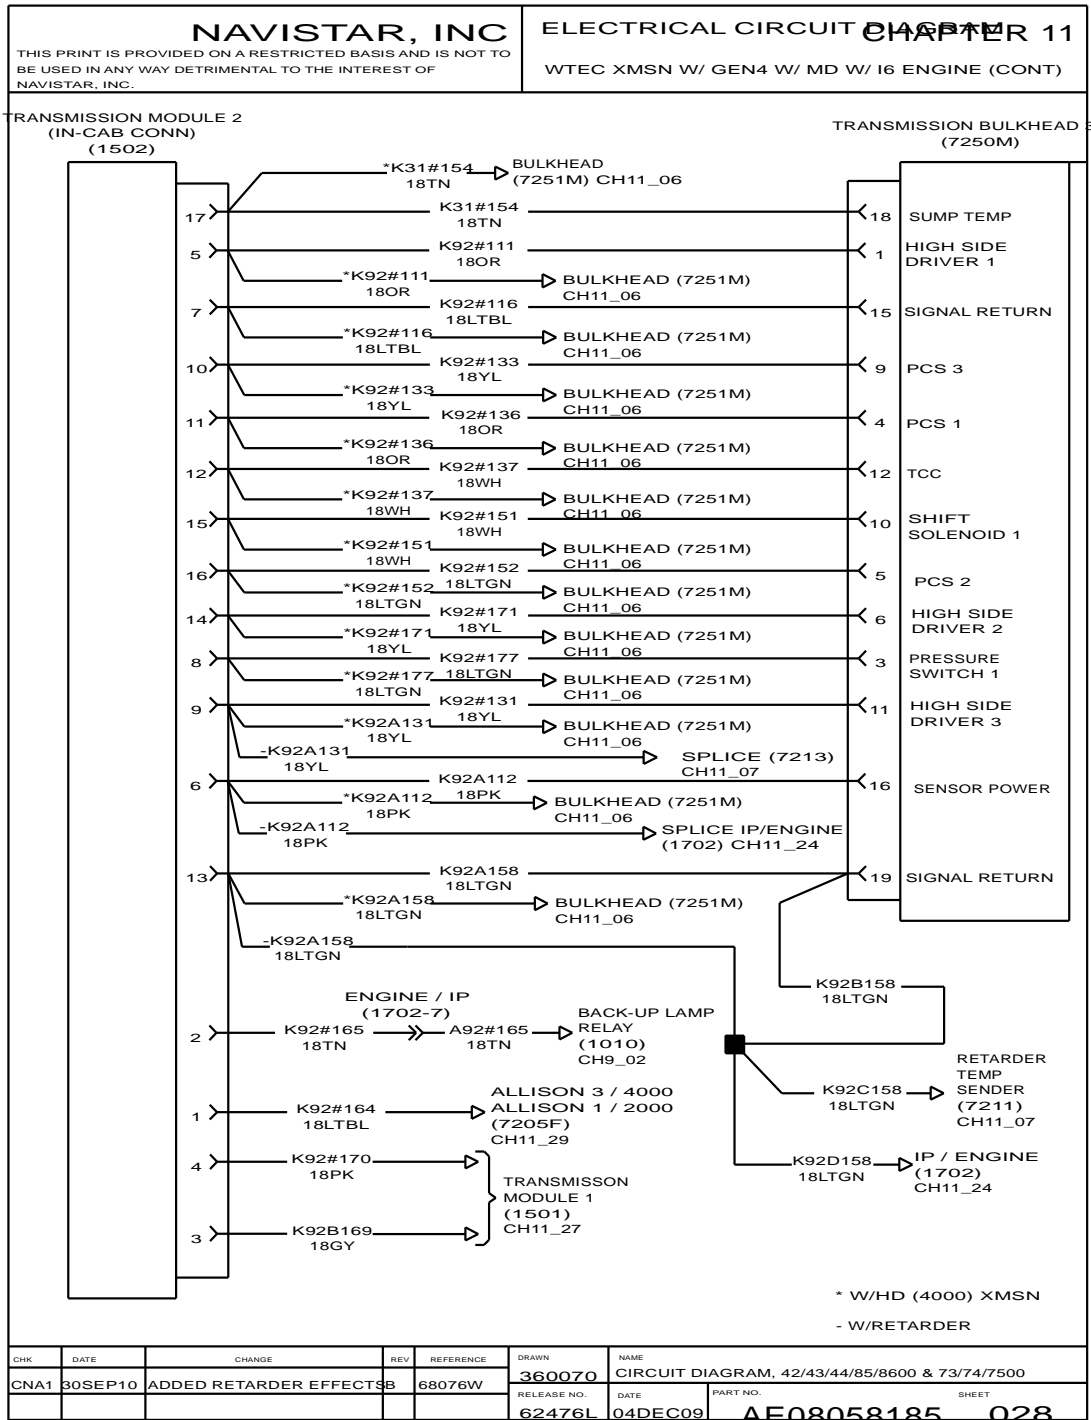 NAVISTAR, INC
THIS PRINT IS PROVIDED ON A RESTRICTED BASIS AND IS NOT TO
BE USED IN ANY WAY DETRIMENTAL TO THE INTEREST OF
NAVISTAR, INC.
ELECTRICAL CIRCUIT DIAGRAM
CHAPTER 11
WTEC XMSN W/ GEN4 W/ MD W/ I6 ENGINE (CONT)
TRANSMISSION MODULE 2
(IN-CAB CONN)
(1502)
TRANSMISSION BULKHEAD
(7250M)
*K31#154
18TN
BULKHEAD
(7251M) CH11_06
17
K31#154
18TN
18
SUMP TEMP
5
K92#111
18OR
1
HIGH SIDE
DRIVER 1
*K92#111
18OR
BULKHEAD (7251M)
CH11_06
7
K92#116
18LTBL
15
SIGNAL RETURN
*K92#116
18LTBL
BULKHEAD (7251M)
CH11_06
10
K92#133
18YL
9
PCS 3
*K92#133
18YL
BULKHEAD (7251M)
CH11_06
11
K92#136
18OR
4
PCS 1
*K92#136
18OR
BULKHEAD (7251M)
CH11_06
12
K92#137
18WH
12
TCC
*K92#137
18WH
BULKHEAD (7251M)
CH11_06
15
K92#151
18WH
10
SHIFT
SOLENOID 1
*K92#151
18WH
BULKHEAD (7251M)
CH11_06
16
K92#152
18LTGN
5
PCS 2
*K92#152
18LTGN
BULKHEAD (7251M)
CH11_06
14
K92#171
18YL
6
HIGH SIDE
DRIVER 2
*K92#171
18YL
BULKHEAD (7251M)
CH11_06
8
K92#177
18LTGN
3
PRESSURE
SWITCH 1
*K92#177
18LTGN
BULKHEAD (7251M)
CH11_06
9
K92#131
18YL
11
HIGH SIDE
DRIVER 3
*K92A131
18YL
BULKHEAD (7251M)
CH11_06
-K92A131
18YL
SPLICE (7213)
CH11_07
6
K92A112
18PK
16
SENSOR POWER
*K92A112
18PK
BULKHEAD (7251M)
CH11_06
-K92A112
18PK
SPLICE IP/ENGINE
(1702) CH11_24
13
K92A158
18LTGN
19
SIGNAL RETURN
*K92A158
18LTGN
BULKHEAD (7251M)
CH11_06
-K92A158
18LTGN
K92B158
18LTGN
ENGINE / IP
(1702-7)
2
K92#165
18TN
A92#165
18TN
BACK-UP LAMP
RELAY
(1010)
CH9_02
K92C158
18LTGN
RETARDER
TEMP
SENDER
(7211)
CH11_07
1
K92#164
18LTBL
ALLISON 3 / 4000
ALLISON 1 / 2000
(7205F)
CH11_29
K92D158
18LTGN
IP / ENGINE
(1702)
CH11_24
4
K92#170
18PK
3
K92B169
18GY
TRANSMISSON
MODULE 1
(1501)
CH11_27
* W/HD (4000) XMSN
- W/RETARDER
CHK DATE CHANGE REV REFERENCE
CNA1 30SEP10 ADDED RETARDER EFFECTS B 68076W
DRAWN
360070
NAME
CIRCUIT DIAGRAM, 42/43/44/85/8600 & 73/74/7500
RELEASE NO.
62476L
DATE
04DEC09
PART NO.
AE08058185
SHEET
028